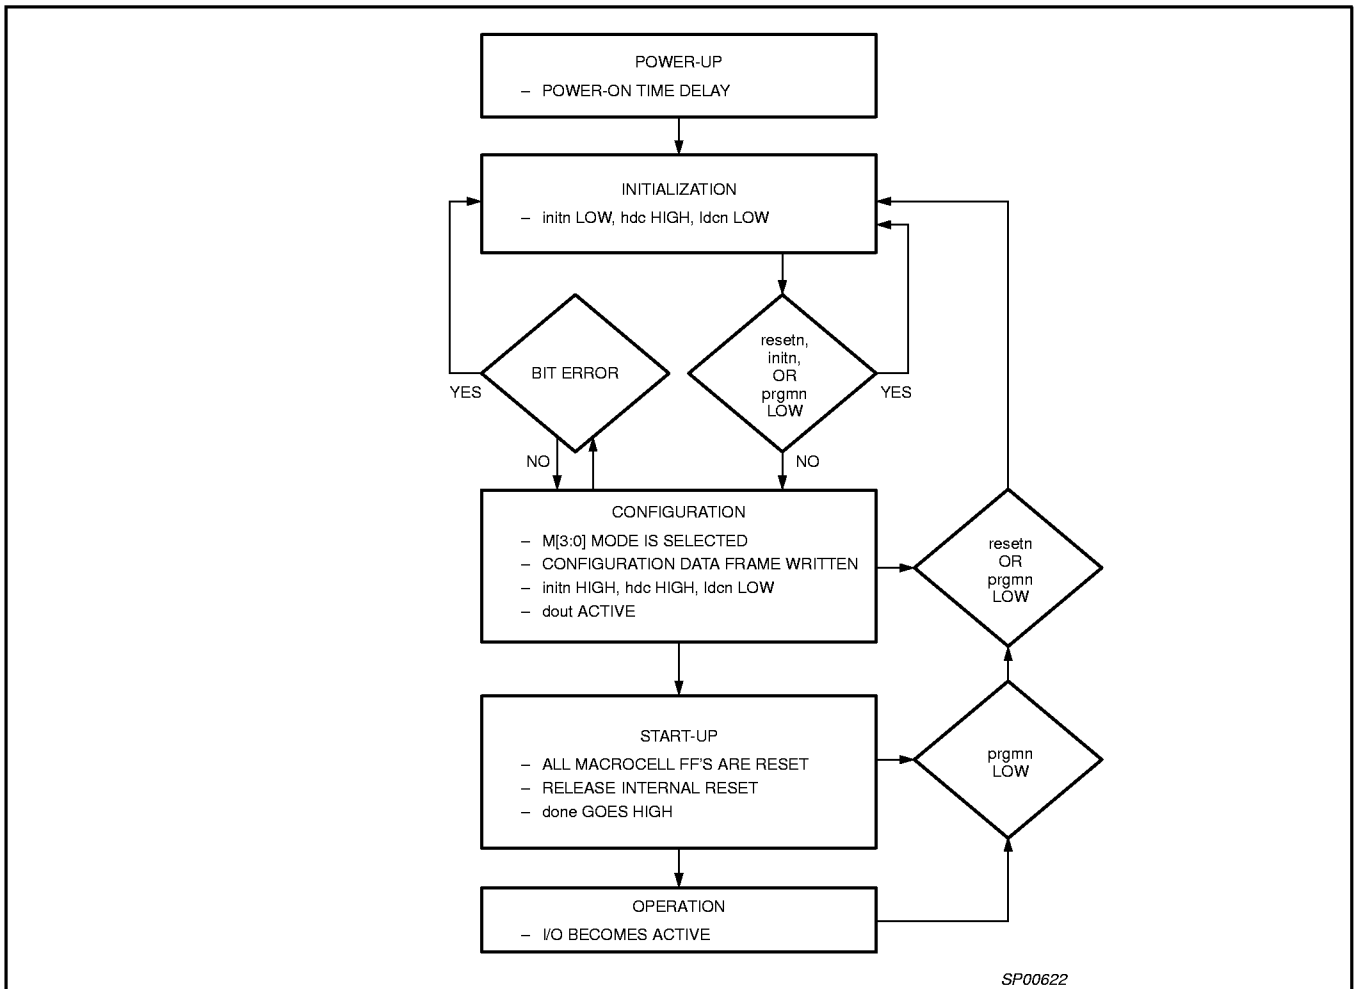 POWER-UP
– POWER-ON TIME DELAY
INITIALIZATION
– initn LOW, hdc HIGH, ldcn LOW
BIT ERROR
YES
NO
resetn,
initn,
OR
prgmn
LOW
YES
NO
CONFIGURATION
– M[3:0] MODE IS SELECTED
– CONFIGURATION DATA FRAME WRITTEN
– initn HIGH, hdc HIGH, ldcn LOW
– dout ACTIVE
resetn
OR
prgmn
LOW
START-UP
– ALL MACROCELL FF'S ARE RESET
– RELEASE INTERNAL RESET
– done GOES HIGH
prgmn
LOW
OPERATION
– I/O BECOMES ACTIVE
SP00622